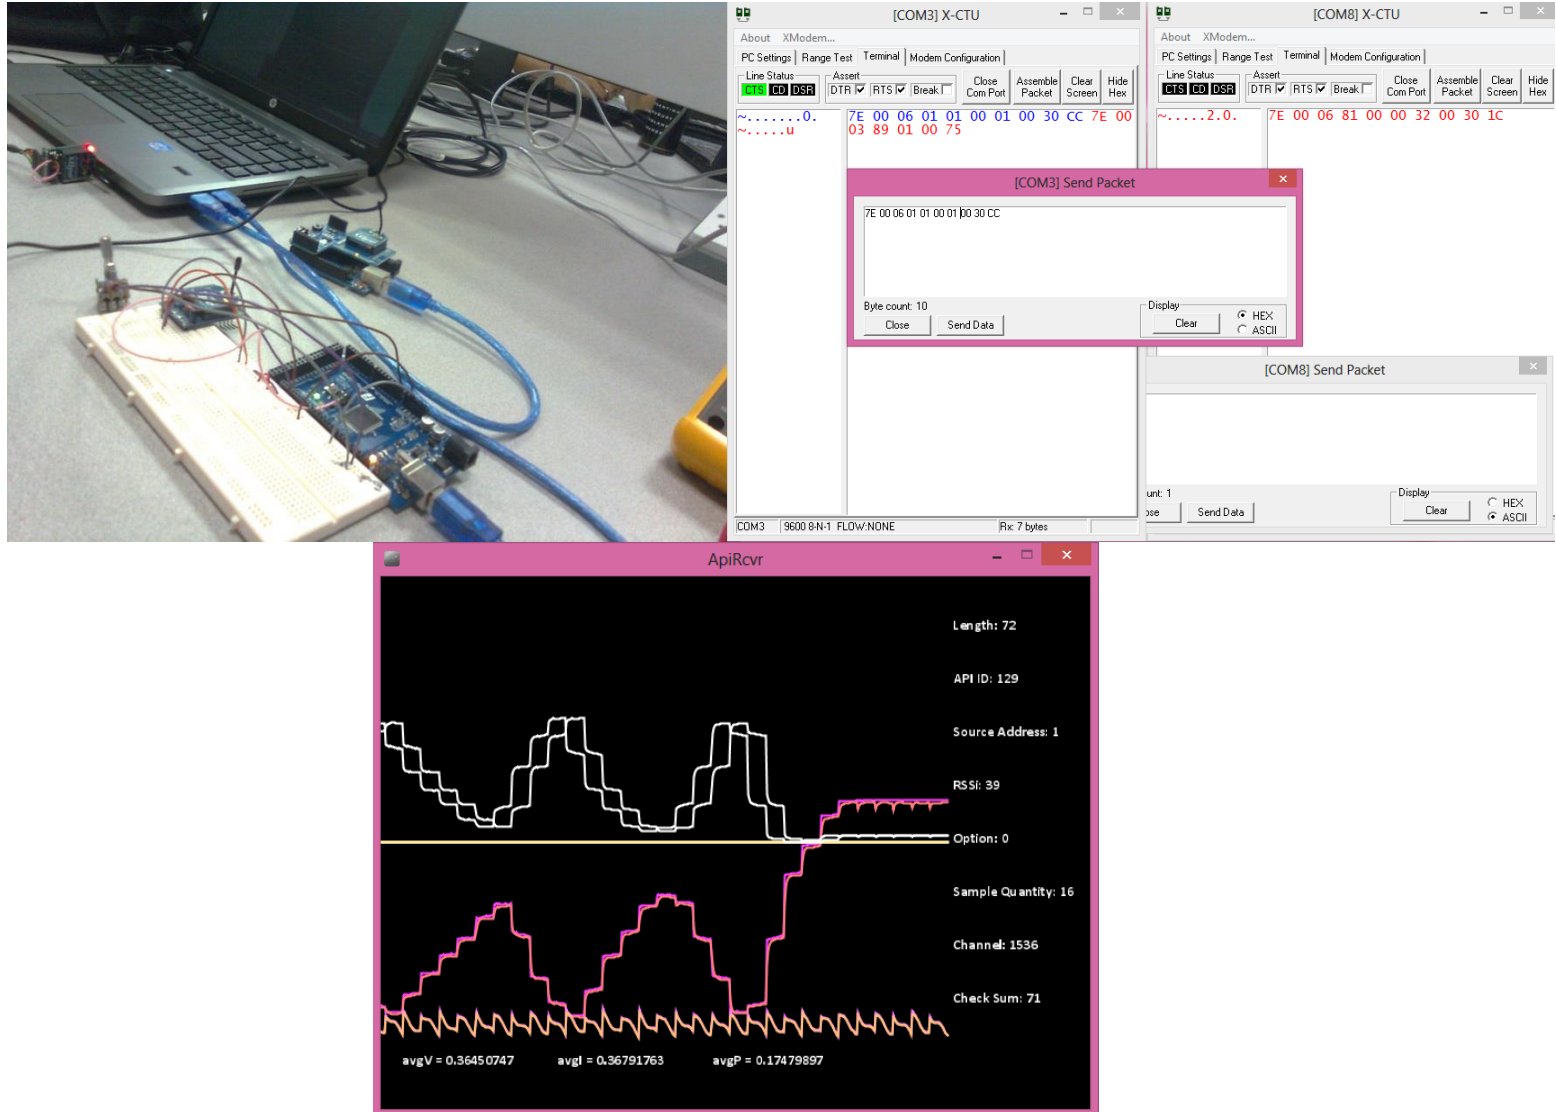 [COM3] X-CTU
About XModem...
PC Settings Range Test Terminal Modem Configuration
Line Status
CTS CD DSR
Assert
DTR RTS Break
Close Com Port
Assemble Packet
Clear Screen
Hide Hex
~.......0. 7E 00 06 01 01 00 01 00 30 CC 7E 00
~.....u 03 89 01 00 75
[COM3] Send Packet
7E 00 06 01 01 00 01 00 30 CC
Byte count: 10
Close
Send Data
Display
Clear
HEX
ASCII
COM3 9600 8-N-1 FLOW:NONE Rx: 7 bytes
[COM8] X-CTU
About XModem...
PC Settings Range Test Terminal Modem Configuration
Line Status
CTS CD DSR
Assert
DTR RTS Break
Close Com Port
Assemble Packet
Clear Screen
Hide Hex
~.....2.0. 7E 00 06 81 00 00 32 00 30 1C
[COM8] Send Packet
unt: 1
ose
Send Data
Display
Clear
HEX
ASCII
ApiRcvr
Length: 72
API ID: 129
Source Address: 1
RSSi: 39
Option: 0
Sample Quantity: 16
Channel: 1536
Check Sum: 71
avgV = 0.36450747 avgI = 0.36791763 avgP = 0.17479897